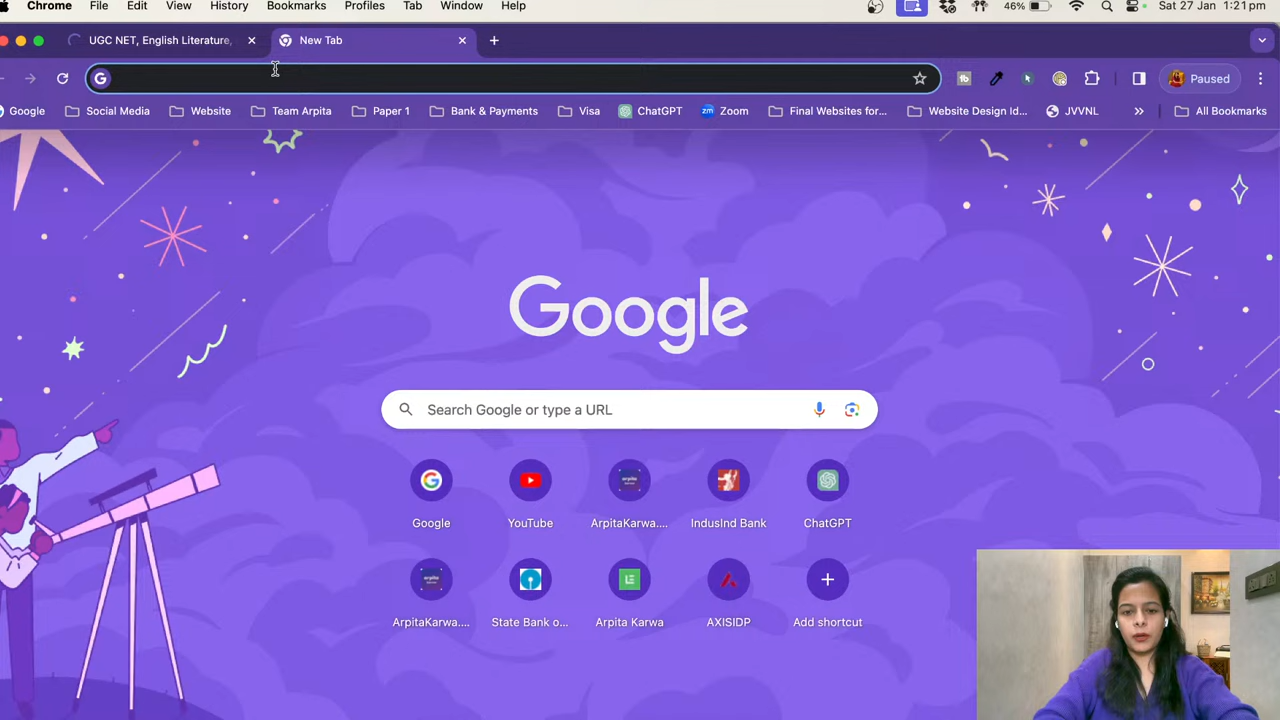 Chrome File Edit View History Bookmarks Profiles Tab Window Help 46% Sat 27 Jan 1:21 pm
UGC NET, English Literature, New Tab
Paused
Google Social Media Website Team Arpita Paper 1 Bank & Payments Visa ChatGPT zm Zoom Final Websites for... Website Design Id... JVVNL » All Bookmarks
Google
Search Google or type a URL
Google YouTube ArpitaKarwa.... IndusInd Bank ChatGPT
ArpitaKarwa.... State Bank o... Arpita Karwa AXISIDP Add shortcut